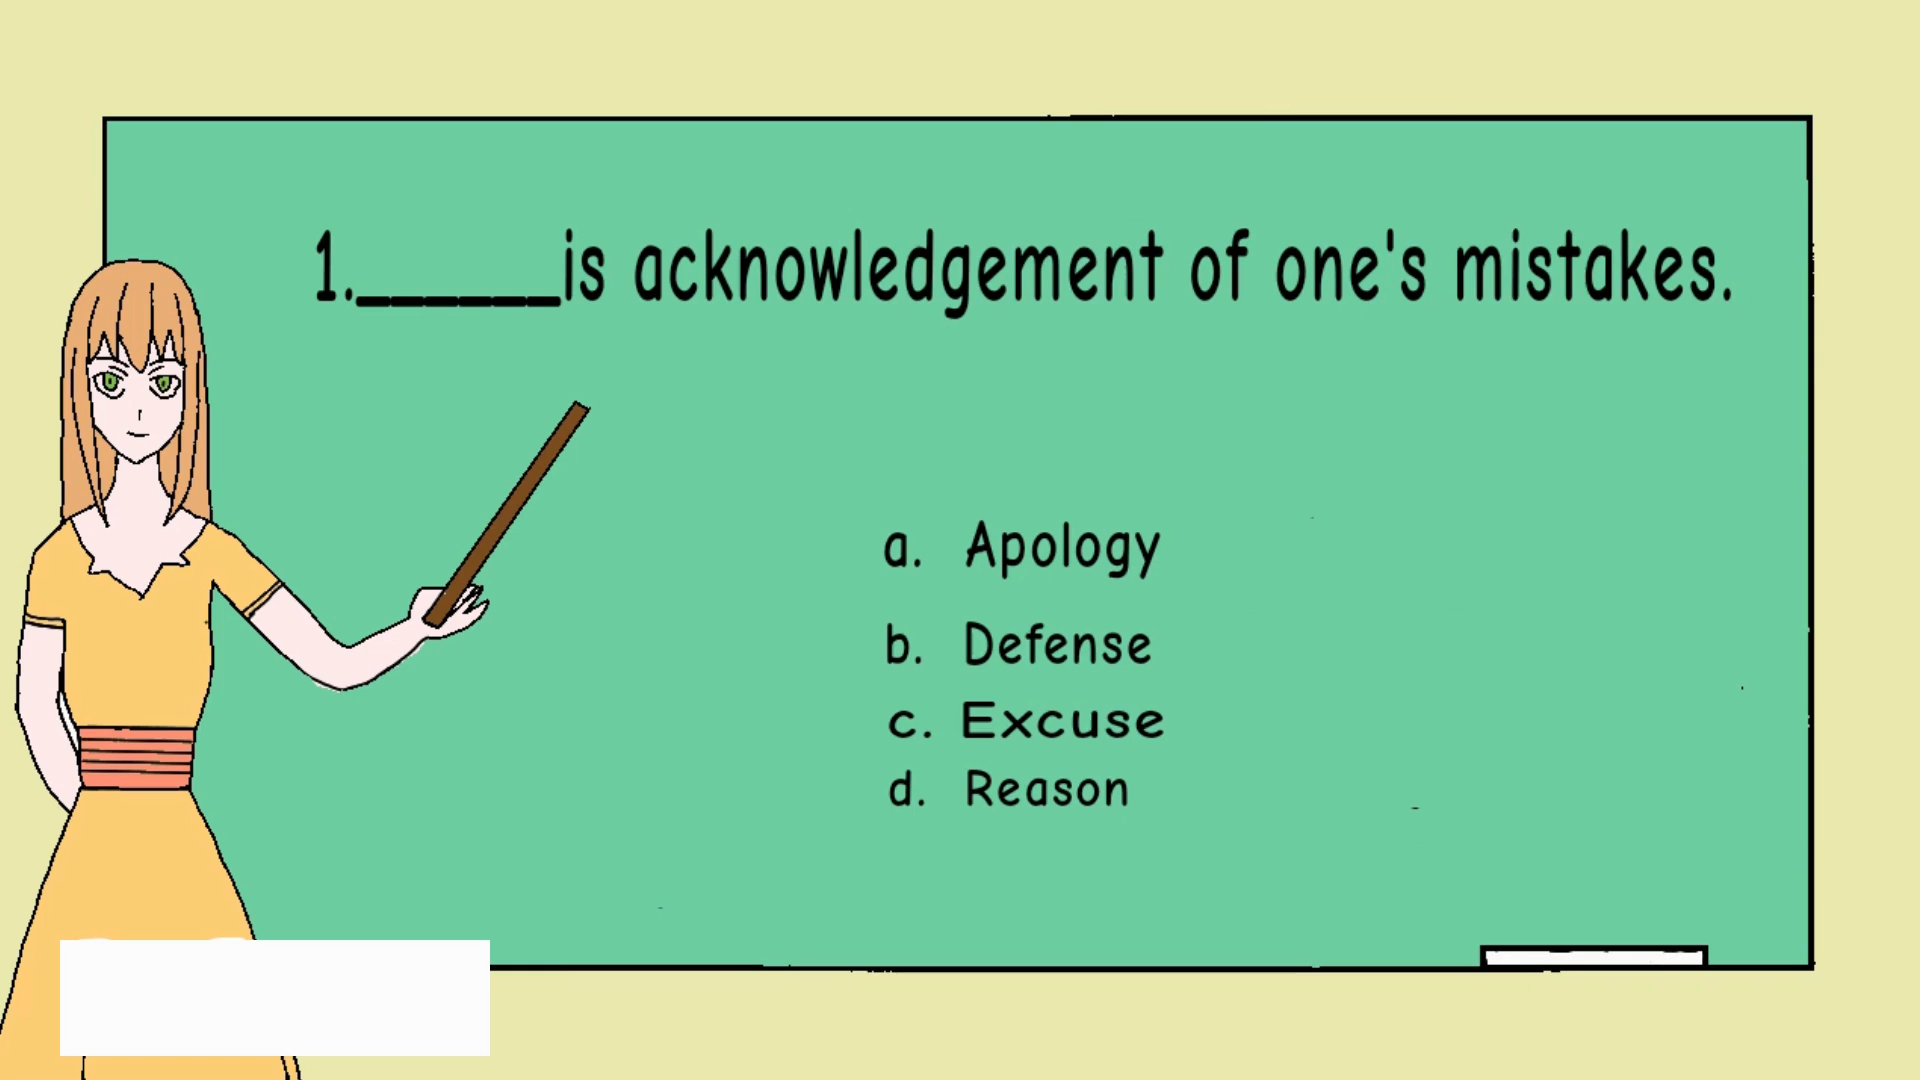 1.______is acknowledgement of one's mistakes.
a. Apology
b. Defense
c. Excuse
d. Reason